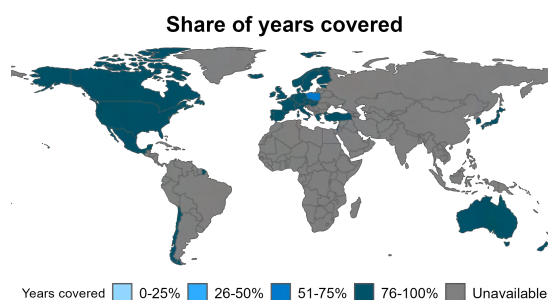 Share of years covered
Years covered 0-25% 26-50% 51-75% 76-100% Unavailable